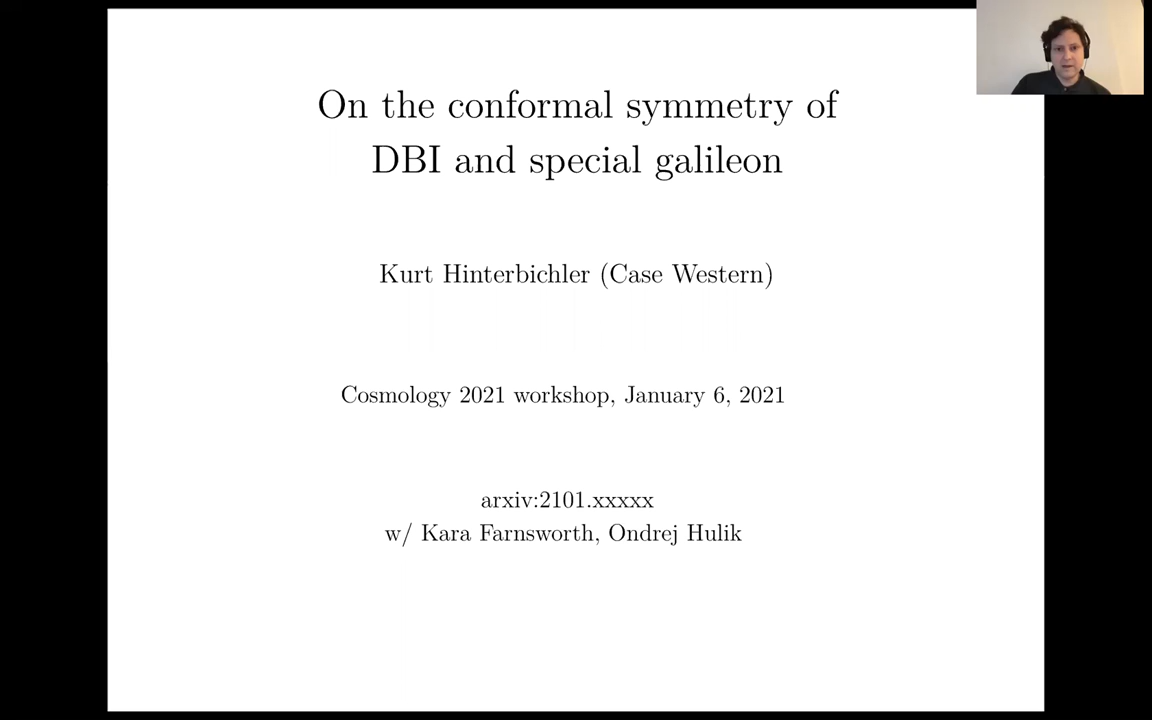 On the conformal symmetry of
DBI and special galileon
Kurt Hinterbichler (Case Western)
Cosmology 2021 workshop, January 6, 2021
arxiv:2101.xxxxx
w/ Kara Farnsworth, Ondrej Hulik